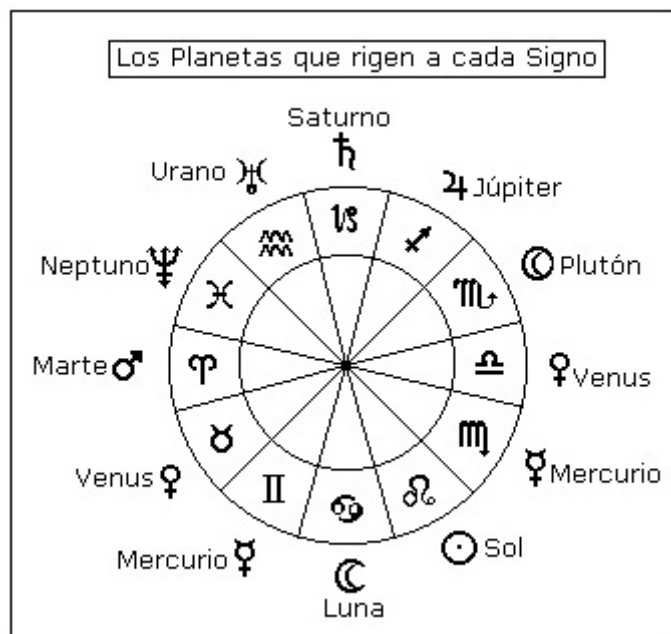 Los Planetas que rigen a cada Signo
Saturno
Urano
Júpiter
Neptuno
Plutón
Marte
Venus
Venus
Mercurio
Mercurio
Sol
Luna